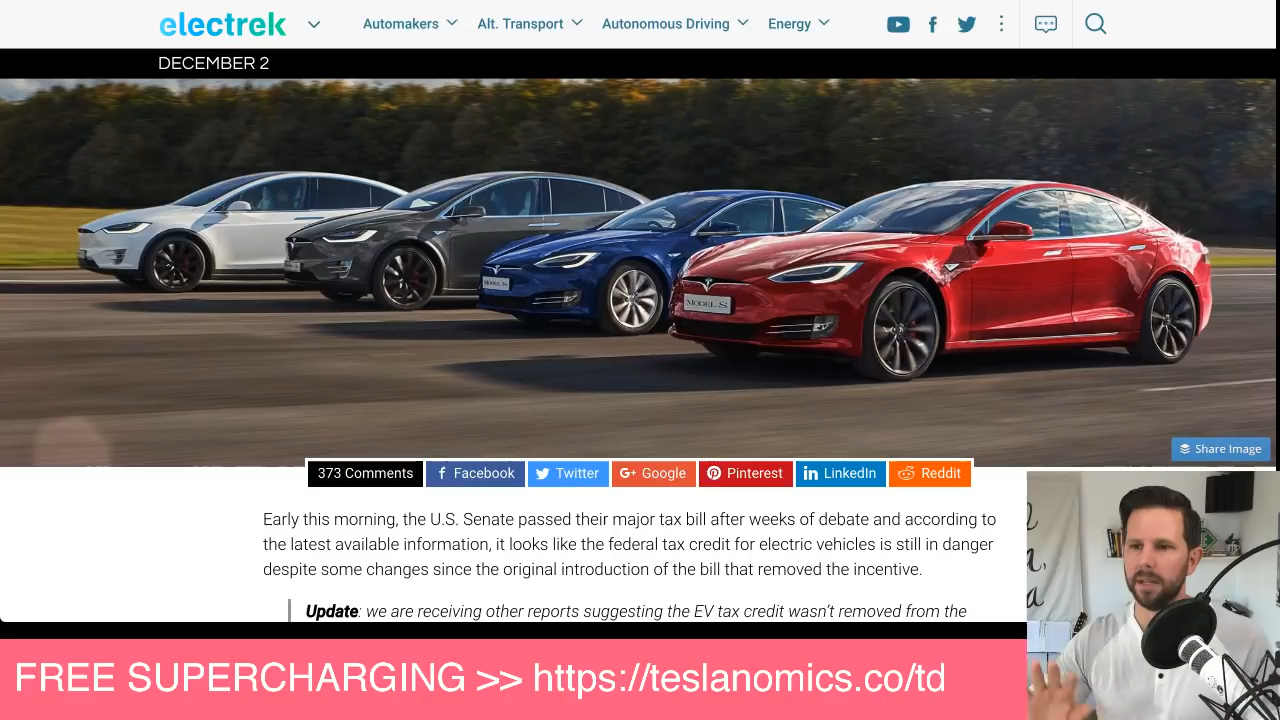 electrek
Automakers Alt. Transport Autonomous Driving Energy
DECEMBER 2
MODEL S
MODEL S
Share Image
373 Comments Facebook Twitter Google Pinterest LinkedIn Reddit
Early this morning, the U.S. Senate passed their major tax bill after weeks of debate and according to
the latest available information, it looks like the federal tax credit for electric vehicles is still in danger
despite some changes since the original introduction of the bill that removed the incentive.
Update: we are receiving other reports suggesting the EV tax credit wasn't removed from the
FREE SUPERCHARGING >> https://teslanomics.co/td